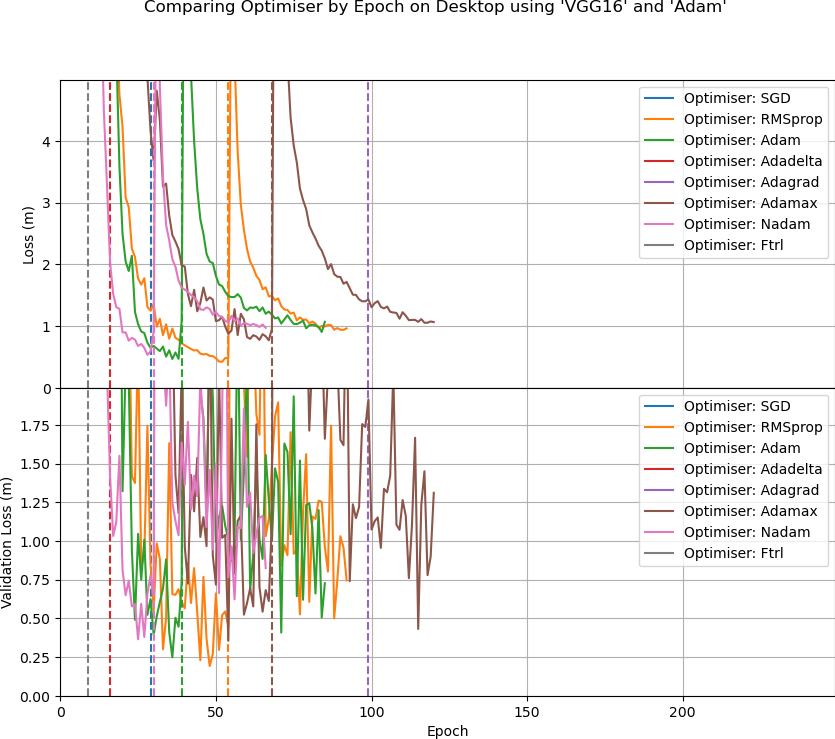 Comparing Optimiser by Epoch on Desktop using 'VGG16' and 'Adam'
Loss (m)
4
3
2
1
0
Optimiser: SGD
Optimiser: RMSprop
Optimiser: Adam
Optimiser: Adadelta
Optimiser: Adagrad
Optimiser: Adamax
Optimiser: Nadam
Optimiser: Ftrl
Validation Loss (m)
1.75
1.50
1.25
1.00
0.75
0.50
0.25
0.00
Optimiser: SGD
Optimiser: RMSprop
Optimiser: Adam
Optimiser: Adadelta
Optimiser: Adagrad
Optimiser: Adamax
Optimiser: Nadam
Optimiser: Ftrl
0 50 100 150 200
Epoch